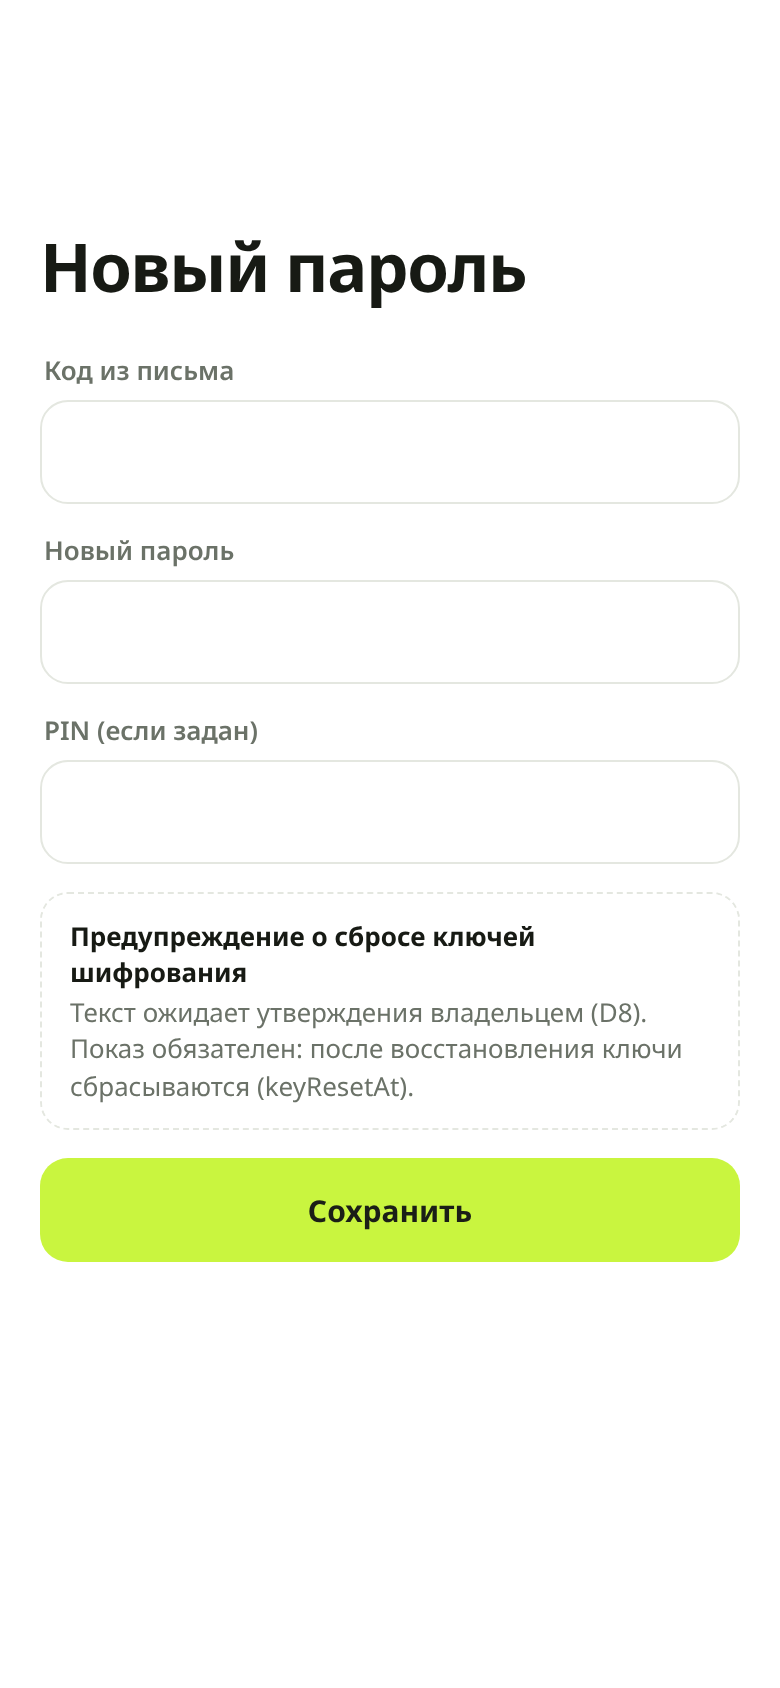 Новый пароль
Код из письма
Новый пароль
PIN (если задан)
Предупреждение о сбросе ключей
шифрования
Текст ожидает утверждения владельцем (D8).
Показ обязателен: после восстановления ключи
сбрасываются (keyResetAt).
Сохранить